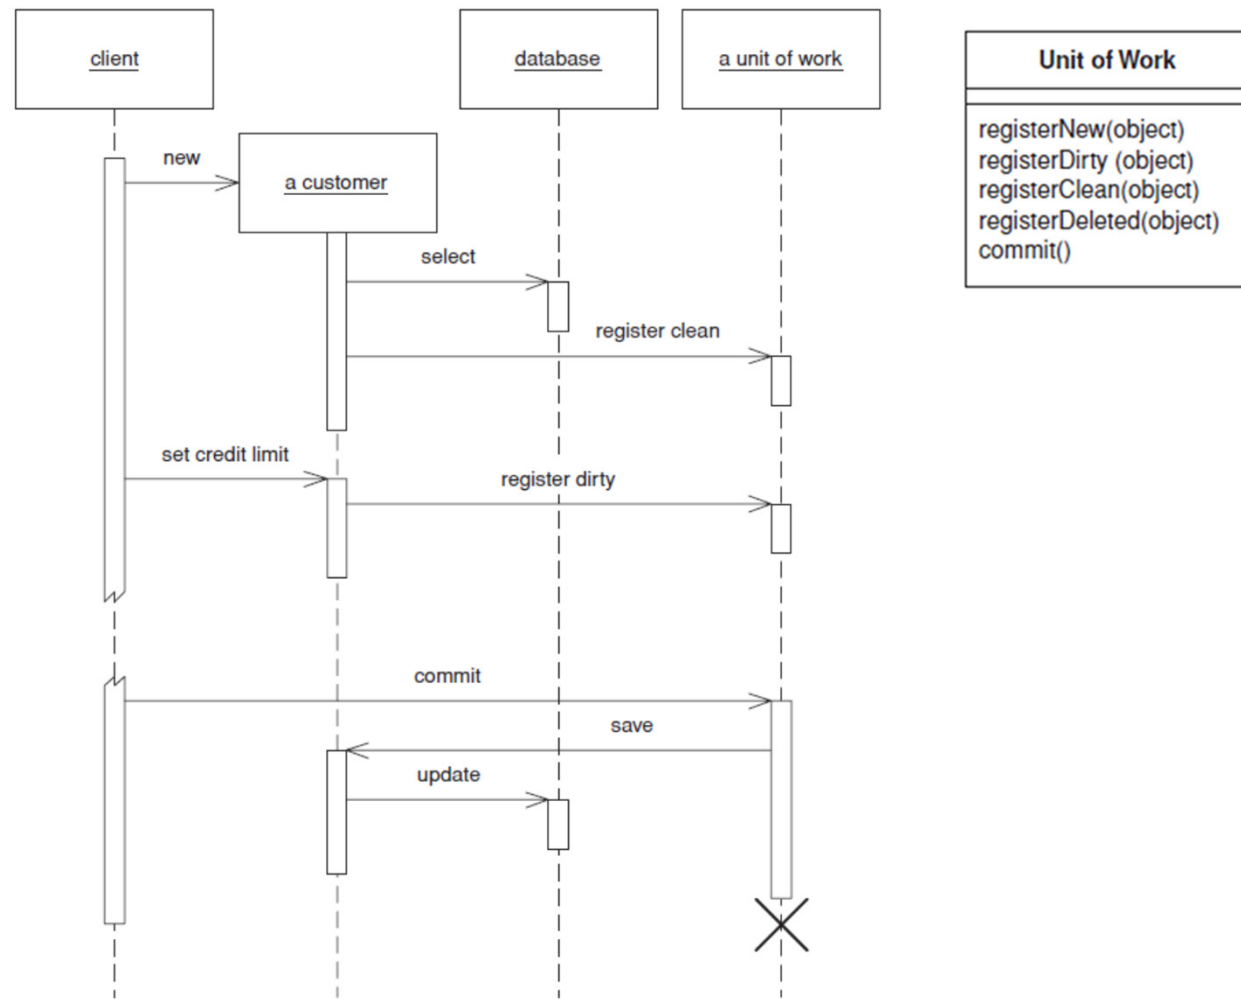 client
database
a unit of work
Unit of Work
registerNew(object)
registerDirty (object)
registerClean(object)
registerDeleted(object)
commit()
new
a customer
select
register clean
set credit limit
register dirty
commit
save
update